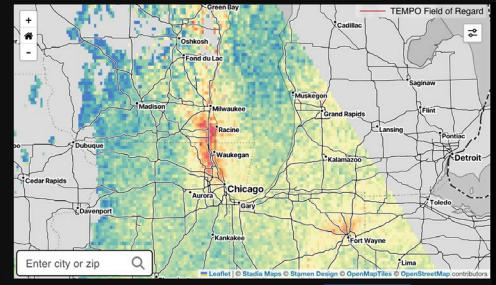 Green Bay
TEMPO Field of Regard
Cadillac
+
-
Oshkosh
Fond du Lac
Saginaw
Muskegon
Madison
Milwaukee
Grand Rapids
Flint
Racine
Lansing
Pontiac
Dubuque
Waukegan
Kalamazoo
Detroit
Cedar Rapids
Aurora
Chicago
Davenport
Gary
Toledo
Kankakee
Fort Wayne
Enter city or zip
Lima
Leaflet | © Stadia Maps © Stamen Design © OpenMapTiles © OpenStreetMap contributors